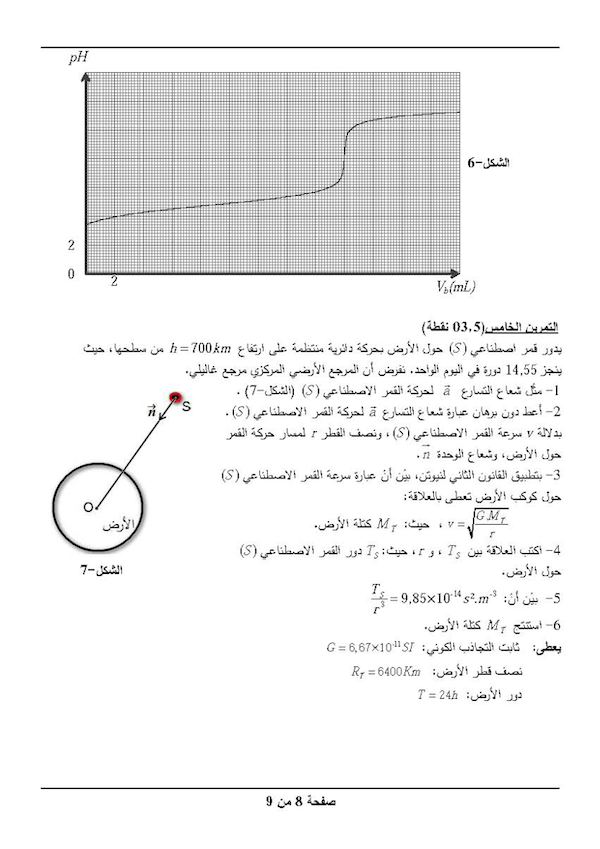 pH
الشكل-6
2
0
2
V_b(mL)
التمرين الخامس(03.5 نقطة)
يدور قمر اصطناعي (S) حول الأرض بحركة دائرية منتظمة على ارتفاع h = 700 km من سطحها، حيث
ينجز 14,55 دورة في اليوم الواحد. نفرض أن المرجع الأرضي المركزي مرجع غاليلي.
1- مثّل شعاع التسارع \vec{a} لحركة القمر الاصطناعي (S) (الشكل-7) .
2- أعط دون برهان عبارة شعاع التسارع \vec{a} لحركة القمر الاصطناعي (S) .
بدلالة v سرعة القمر الاصطناعي (S) ، ونصف القطر r لمسار حركة القمر
حول الأرض، وشعاع الوحدة \vec{n} .
3- بتطبيق القانون الثاني لنيوتن، بيّن أنّ عبارة سرعة القمر الاصطناعي (S)
حول كوكب الأرض تعطى بالعلاقة:
v = \sqrt{\frac{G.M_T}{r}} ، حيث: M_T كتلة الأرض.
4- اكتب العلاقة بين T_S ، و r ، حيث: T_S دور القمر الاصطناعي (S)
حول الأرض.
5- بيّن أنّ: \frac{T_S}{r^3} = 9,85×10^{-14} s².m^{-3}
6- استنتج M_T كتلة الأرض.
يعطى: ثابت التجاذب الكوني: G = 6,67×10^{-11} SI
نصف قطر الأرض: R_T = 6400Km
دور الأرض: T = 24h
S
\vec{n}
O
الأرض
الشكل-7
صفحة 8 من 9